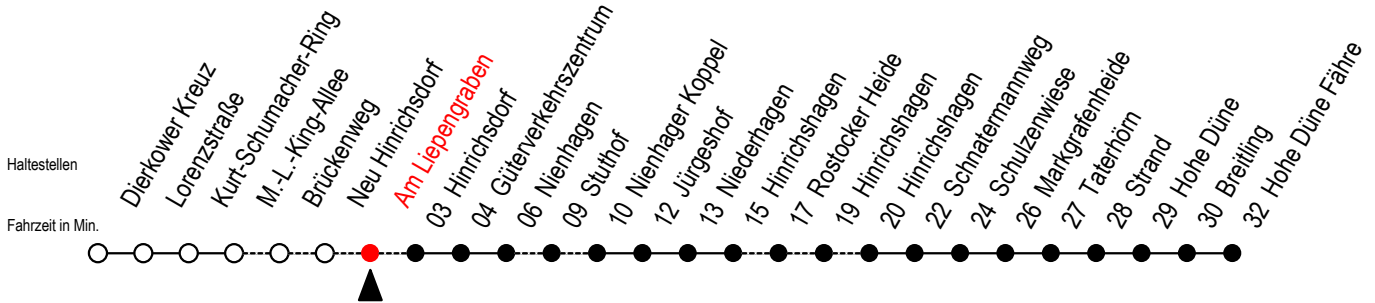 Haltestellen
Fahrzeit in Min.
Dierkower Kreuz
Lorenzstraße
Kurt-Schumacher-Ring
M.-L.-King-Allee
Brückenweg
Neu Hinrichsdorf
Am Liepengraben
03 Hinrichsdorf
04 Güterverkehrszentrum
06 Nienhagen
09 Stuthof
10 Nienhager Koppel
12 Jürgeshof
13 Niederhagen
15 Hinrichshagen
17 Rostocker Heide
19 Hinrichshagen
20 Hinrichshagen
22 Schnatermannweg
24 Schulzenwiese
26 Markgrafenheide
27 Taterhörn
28 Strand
29 Hohe Düne
30 Breitling
32 Hohe Düne Fähre